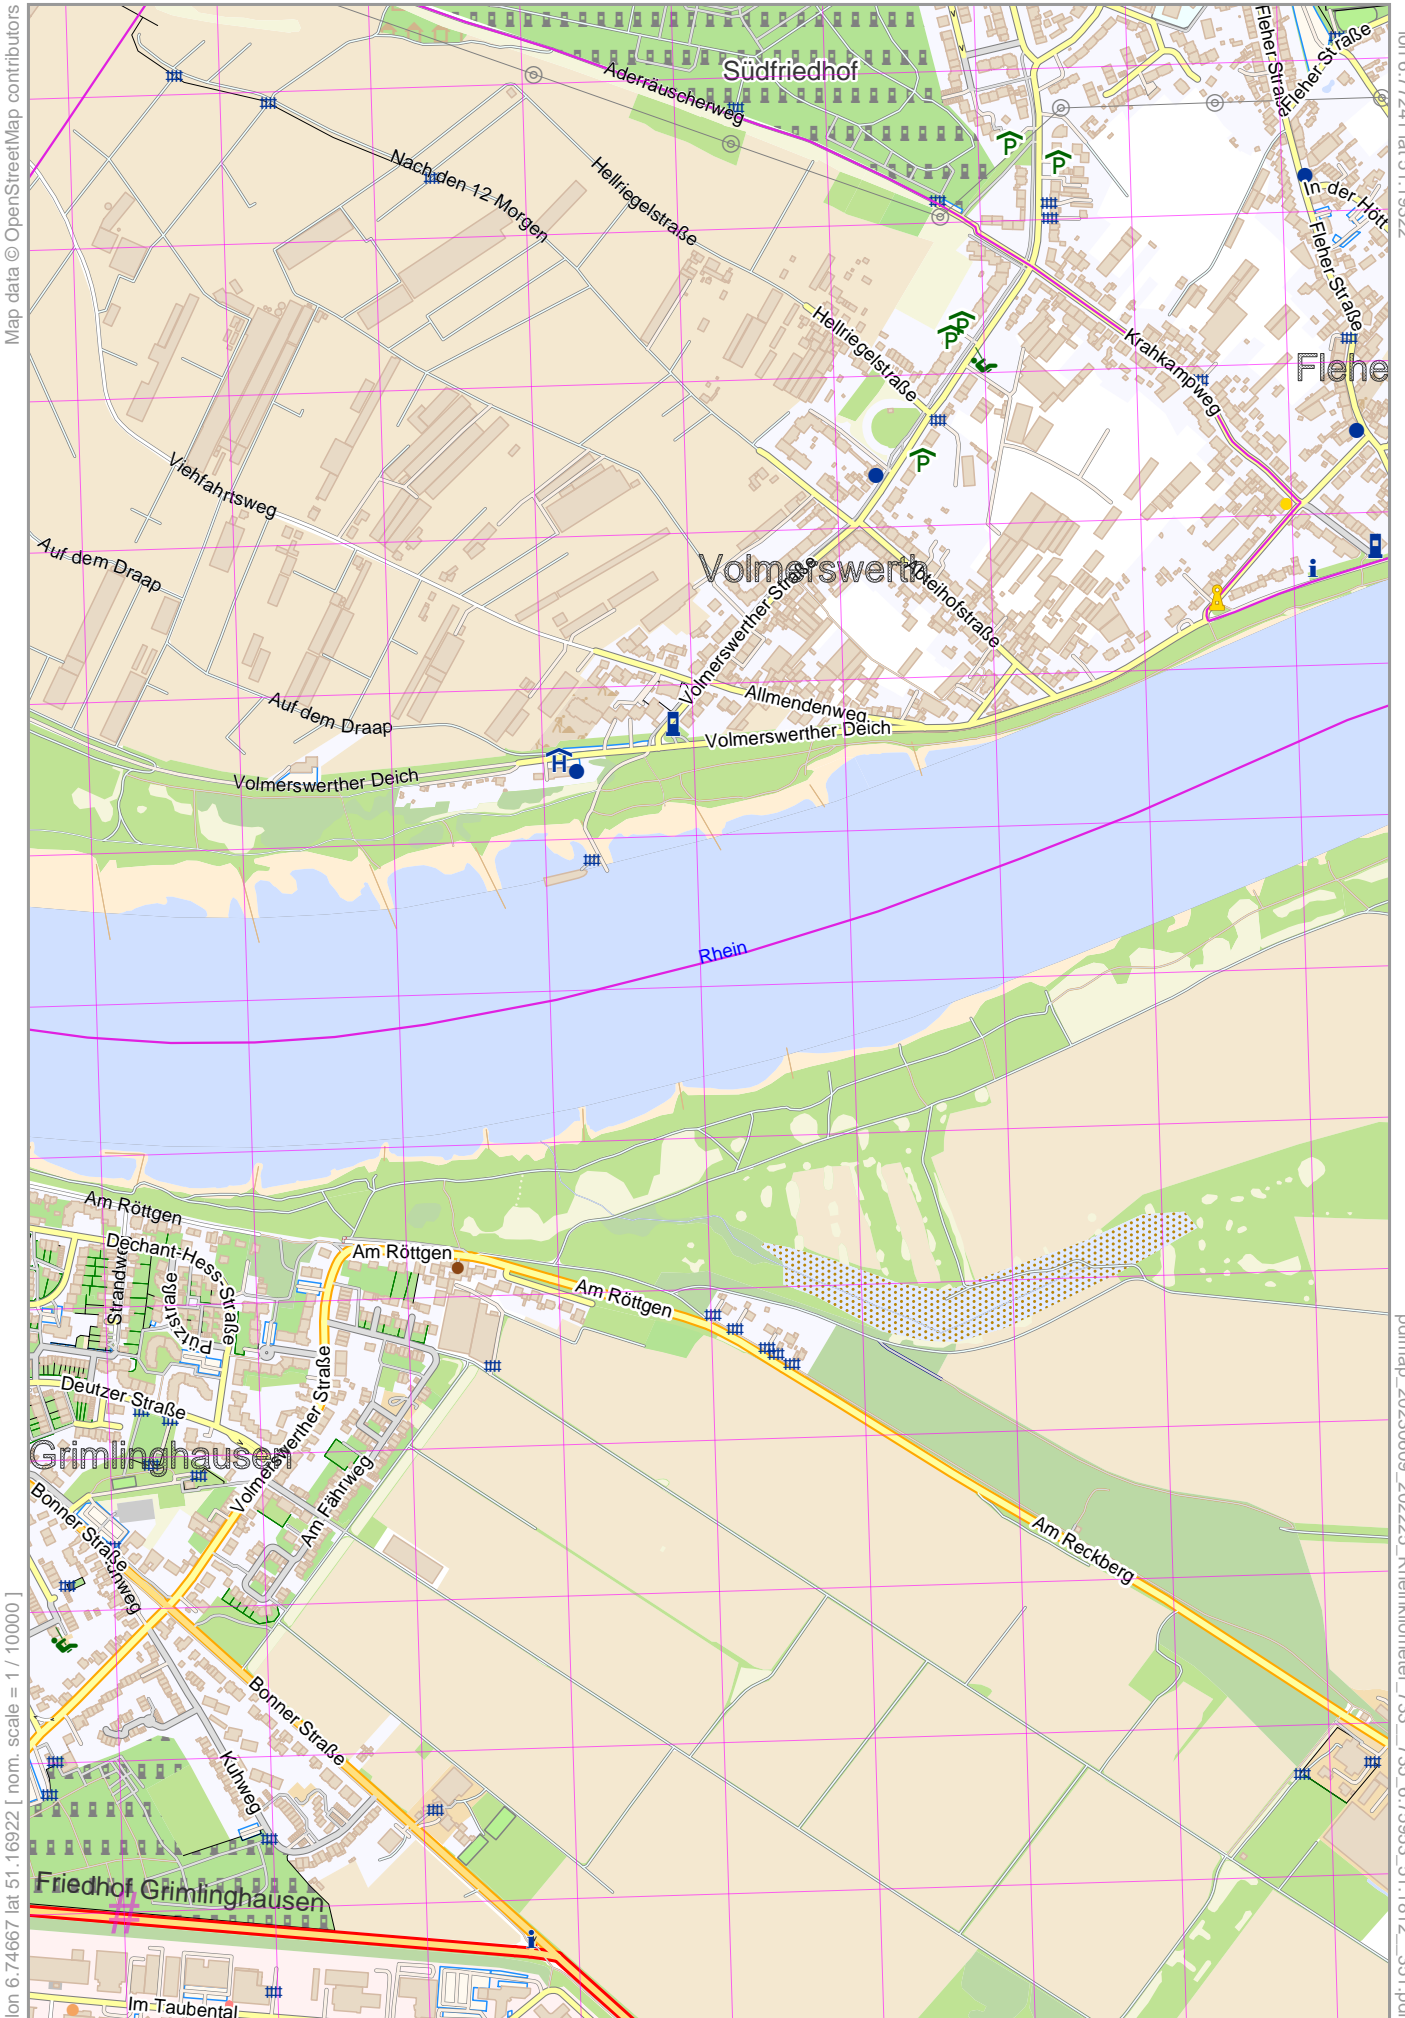 Map data © OpenStreetMap contributors
Südfriedhof
Aderräuscherweg
Fleher Straße
Fleher Straße
Nach den 12 Morgen
Hellriegelstraße
P
P
In der Hött
Fleher Straße
Hellriegelstraße
P
P
Krahkampweg
Flehe
Viehfahrtsweg
P
Auf dem Draap
Volmerswerth
Abteihofstraße
Volmerswerther Straße
i
Auf dem Draap
Allmendenweg
Volmerswerther Deich
H
Volmerswerther Deich
Rhein
Am Röttgen
Dechant-Hess-Straße
Am Röttgen
Strandweg
Putzstraße
Am Röttgen
Deutzer Straße
Volmerswerther Straße
Grimlinghausen
Am Fährweg
Bonner Straße
Am Reckberg
Bonner Straße
Kuhweg
Friedhof Grimlinghausen
i
Im Taubental
lon 6.74667 lat 51.16922 [ nom. scale = 1 / 10000 ]